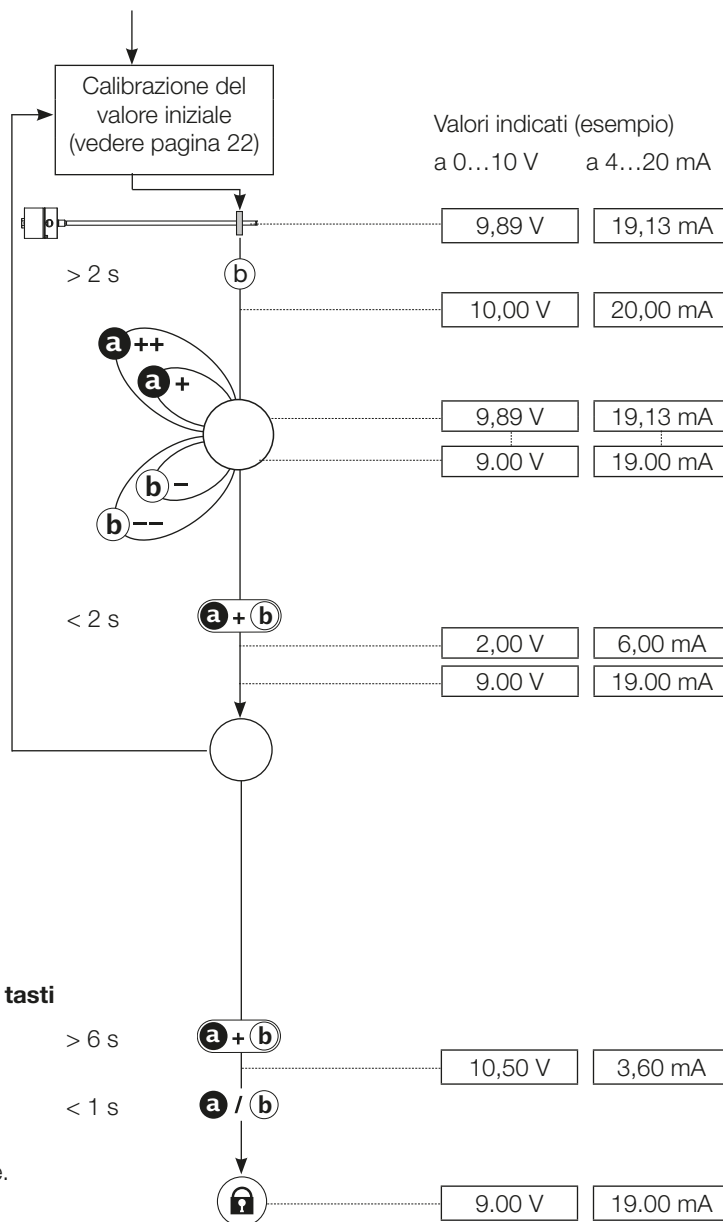 Calibrazione del
valore iniziale
(vedere pagina 22)
Valori indicati (esempio)
a 0…10 V a 4…20 mA
9,89 V 19,13 mA
> 2 s b
10,00 V 20,00 mA
a ++
a +
9,89 V 19,13 mA
9.00 V 19.00 mA
b -
b --
< 2 s a + b
2,00 V 6,00 mA
9.00 V 19.00 mA
tasti
> 6 s a + b
10,50 V 3,60 mA
< 1 s a / b
e.
9.00 V 19.00 mA